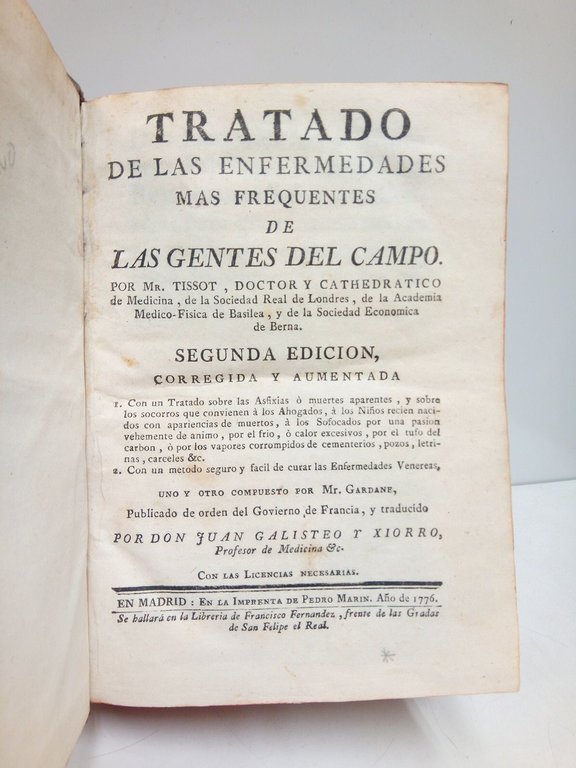 TRATADO
DE LAS ENFERMEDADES
MAS FREQUENTES
DE
LAS GENTES DEL CAMPO.
POR MR. TISSOT, DOCTOR Y CATHEDRATICO
de Medicina, de la Sociedad Real de Londres, de la Academia
Medico-Fisica de Basilea, y de la Sociedad Economica
de Berna.
SEGUNDA EDICION,
CORREGIDA Y AUMENTADA
1. Con un Tratado sobre las Asfixias ò muertes aparentes, y sobre
los socorros que convienen à los Ahogados, à los Niños recien naci-
dos con apariencias de muertos, à los Sofocados por una pasion
vehemente de animo, por el frio, ò calor excesivos, por el tufo del
carbon, ò por los vapores corrompidos de cementerios, pozos, letri-
nas, carceles &c.
2. Con un metodo seguro y facil de curar las Enfermedades Venereas,
UNO Y OTRO COMPUESTO POR MR. GARDANE,
Publicado de orden del Govierno de Francia, y traducido
POR DON JUAN GALISTEO Y XIORRO,
Profesor de Medicina &c.
CON LAS LICENCIAS NECESARIAS.
EN MADRID: EN LA IMPRENTA DE PEDRO MARIN. Año de 1776.
Se hallará en la Libreria de Francisco Fernandez, frente de las Gradas
de San Felipe el Real.